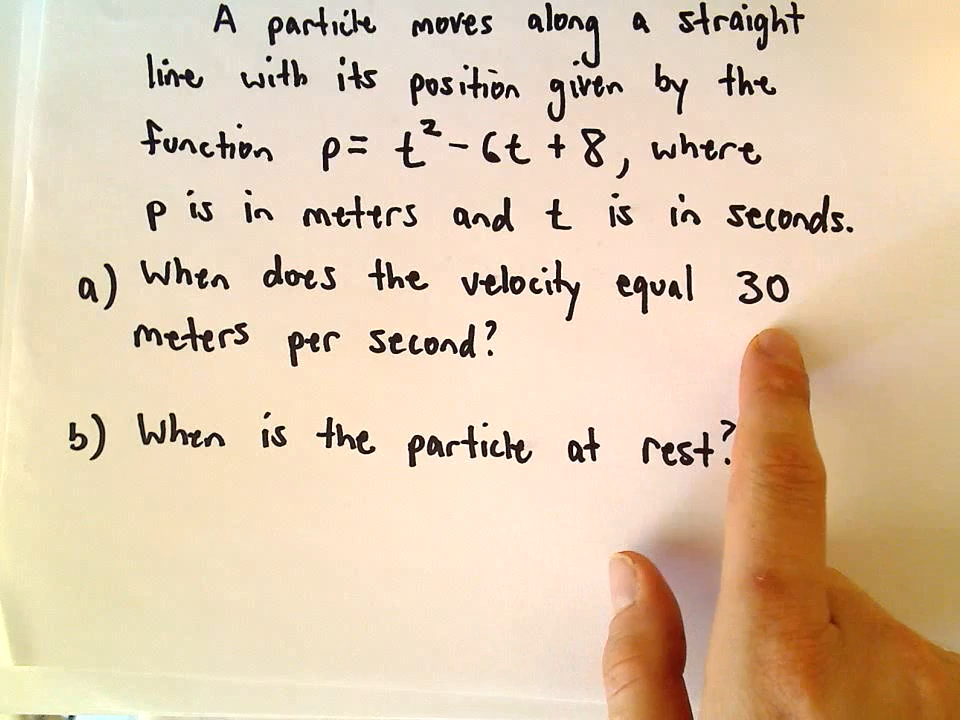 A particle moves along a straight
line with its position given by the
function p = t² - 6t + 8, where
p is in meters and t is in seconds.
a) When does the velocity equal 30
meters per second?
b) When is the particle at rest?